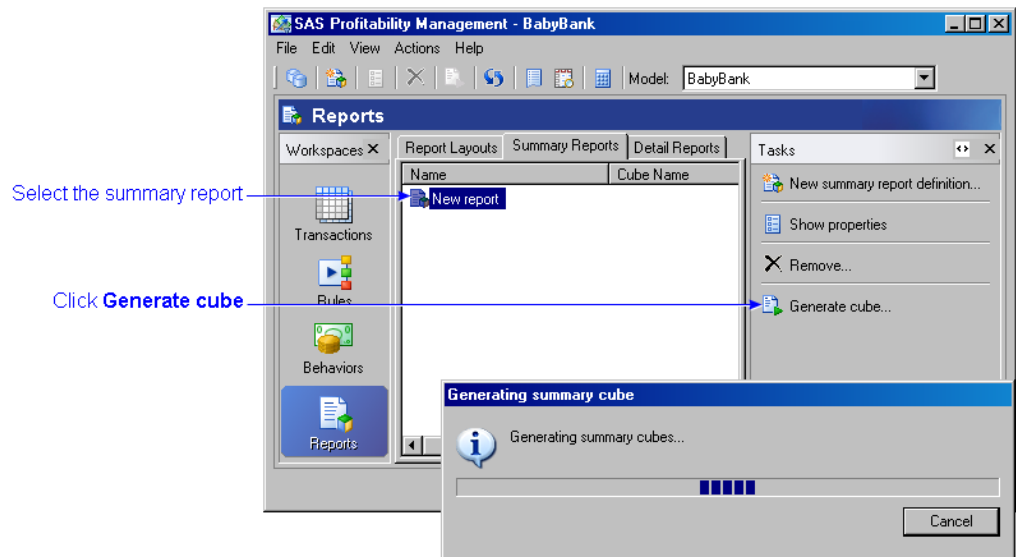 SAS Profitability Management - BabyBank
File Edit View Actions Help
Model: BabyBank
Reports
Workspaces
Report Layouts Summary Reports Detail Reports
Tasks
Name Cube Name
New report
New summary report definition...
Select the summary report
Show properties
Transactions
Remove...
Click Generate cube
Rules
Generate cube...
Behaviors
Generating summary cube
Generating summary cubes...
Reports
Cancel